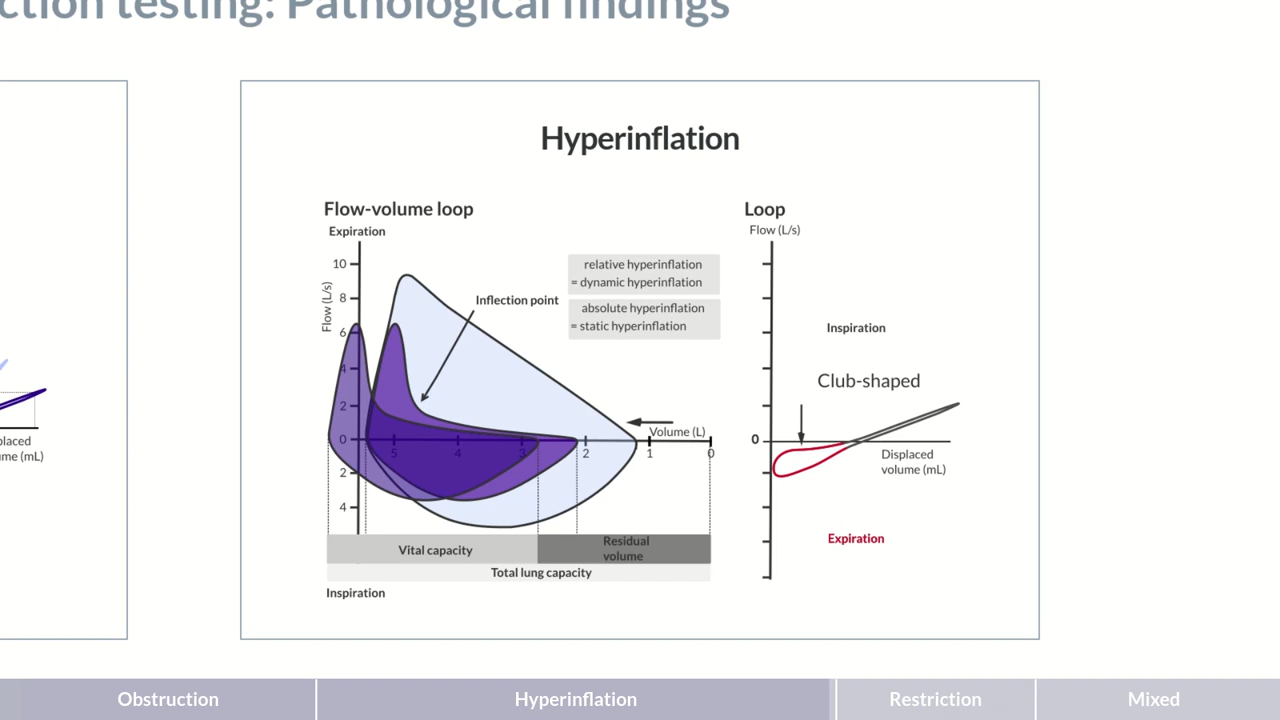 ction testing: Pathological findings
Hyperinflation
Flow-volume loop
Expiration
Flow (L/s)
10
8
6
4
2
0
2
4
5
4
3
2
1
0
Inflection point
relative hyperinflation
= dynamic hyperinflation
absolute hyperinflation
= static hyperinflation
Volume (L)
Vital capacity
Residual
volume
Total lung capacity
Inspiration
Loop
Flow (L/s)
Inspiration
Club-shaped
0
Displaced
volume (mL)
Expiration
placed
ume (mL)
Obstruction
Hyperinflation
Restriction
Mixed